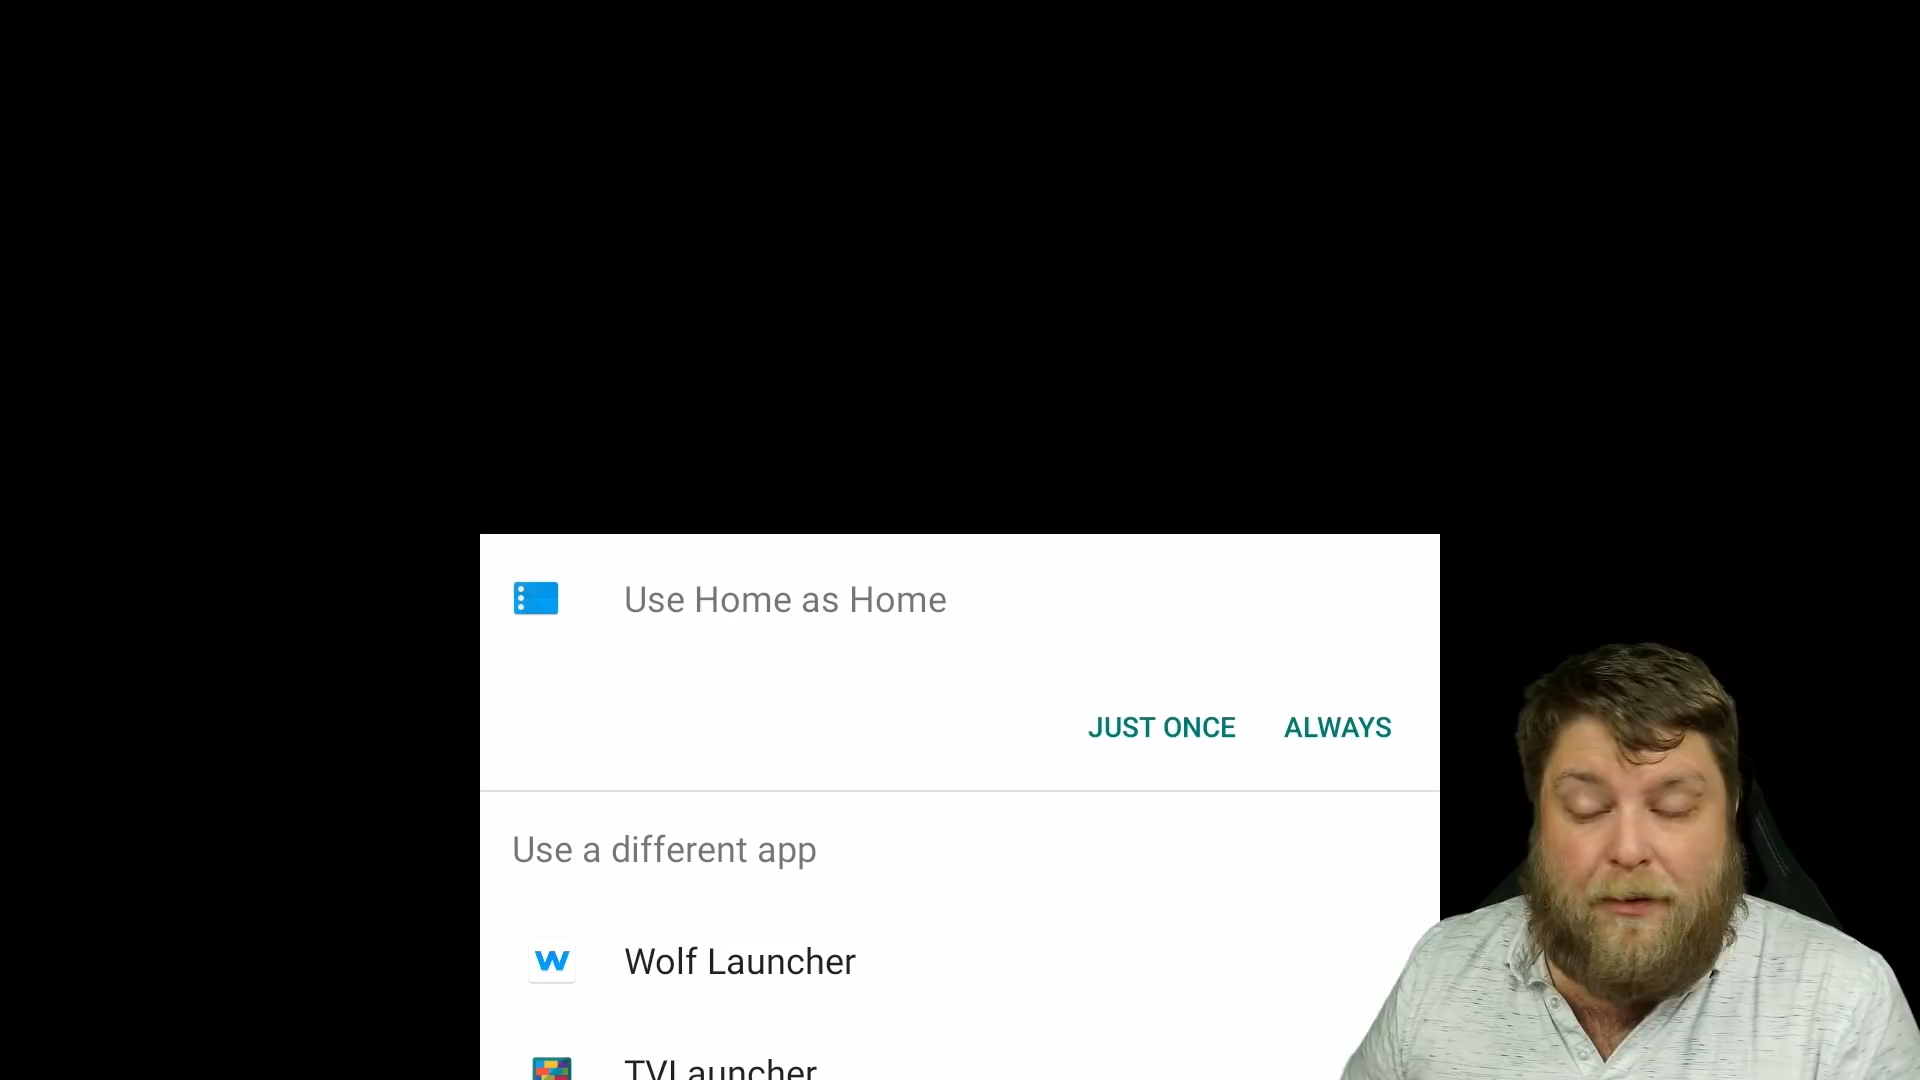 Use Home as Home
JUST ONCE ALWAYS
Use a different app
W
Wolf Launcher
TVLauncher